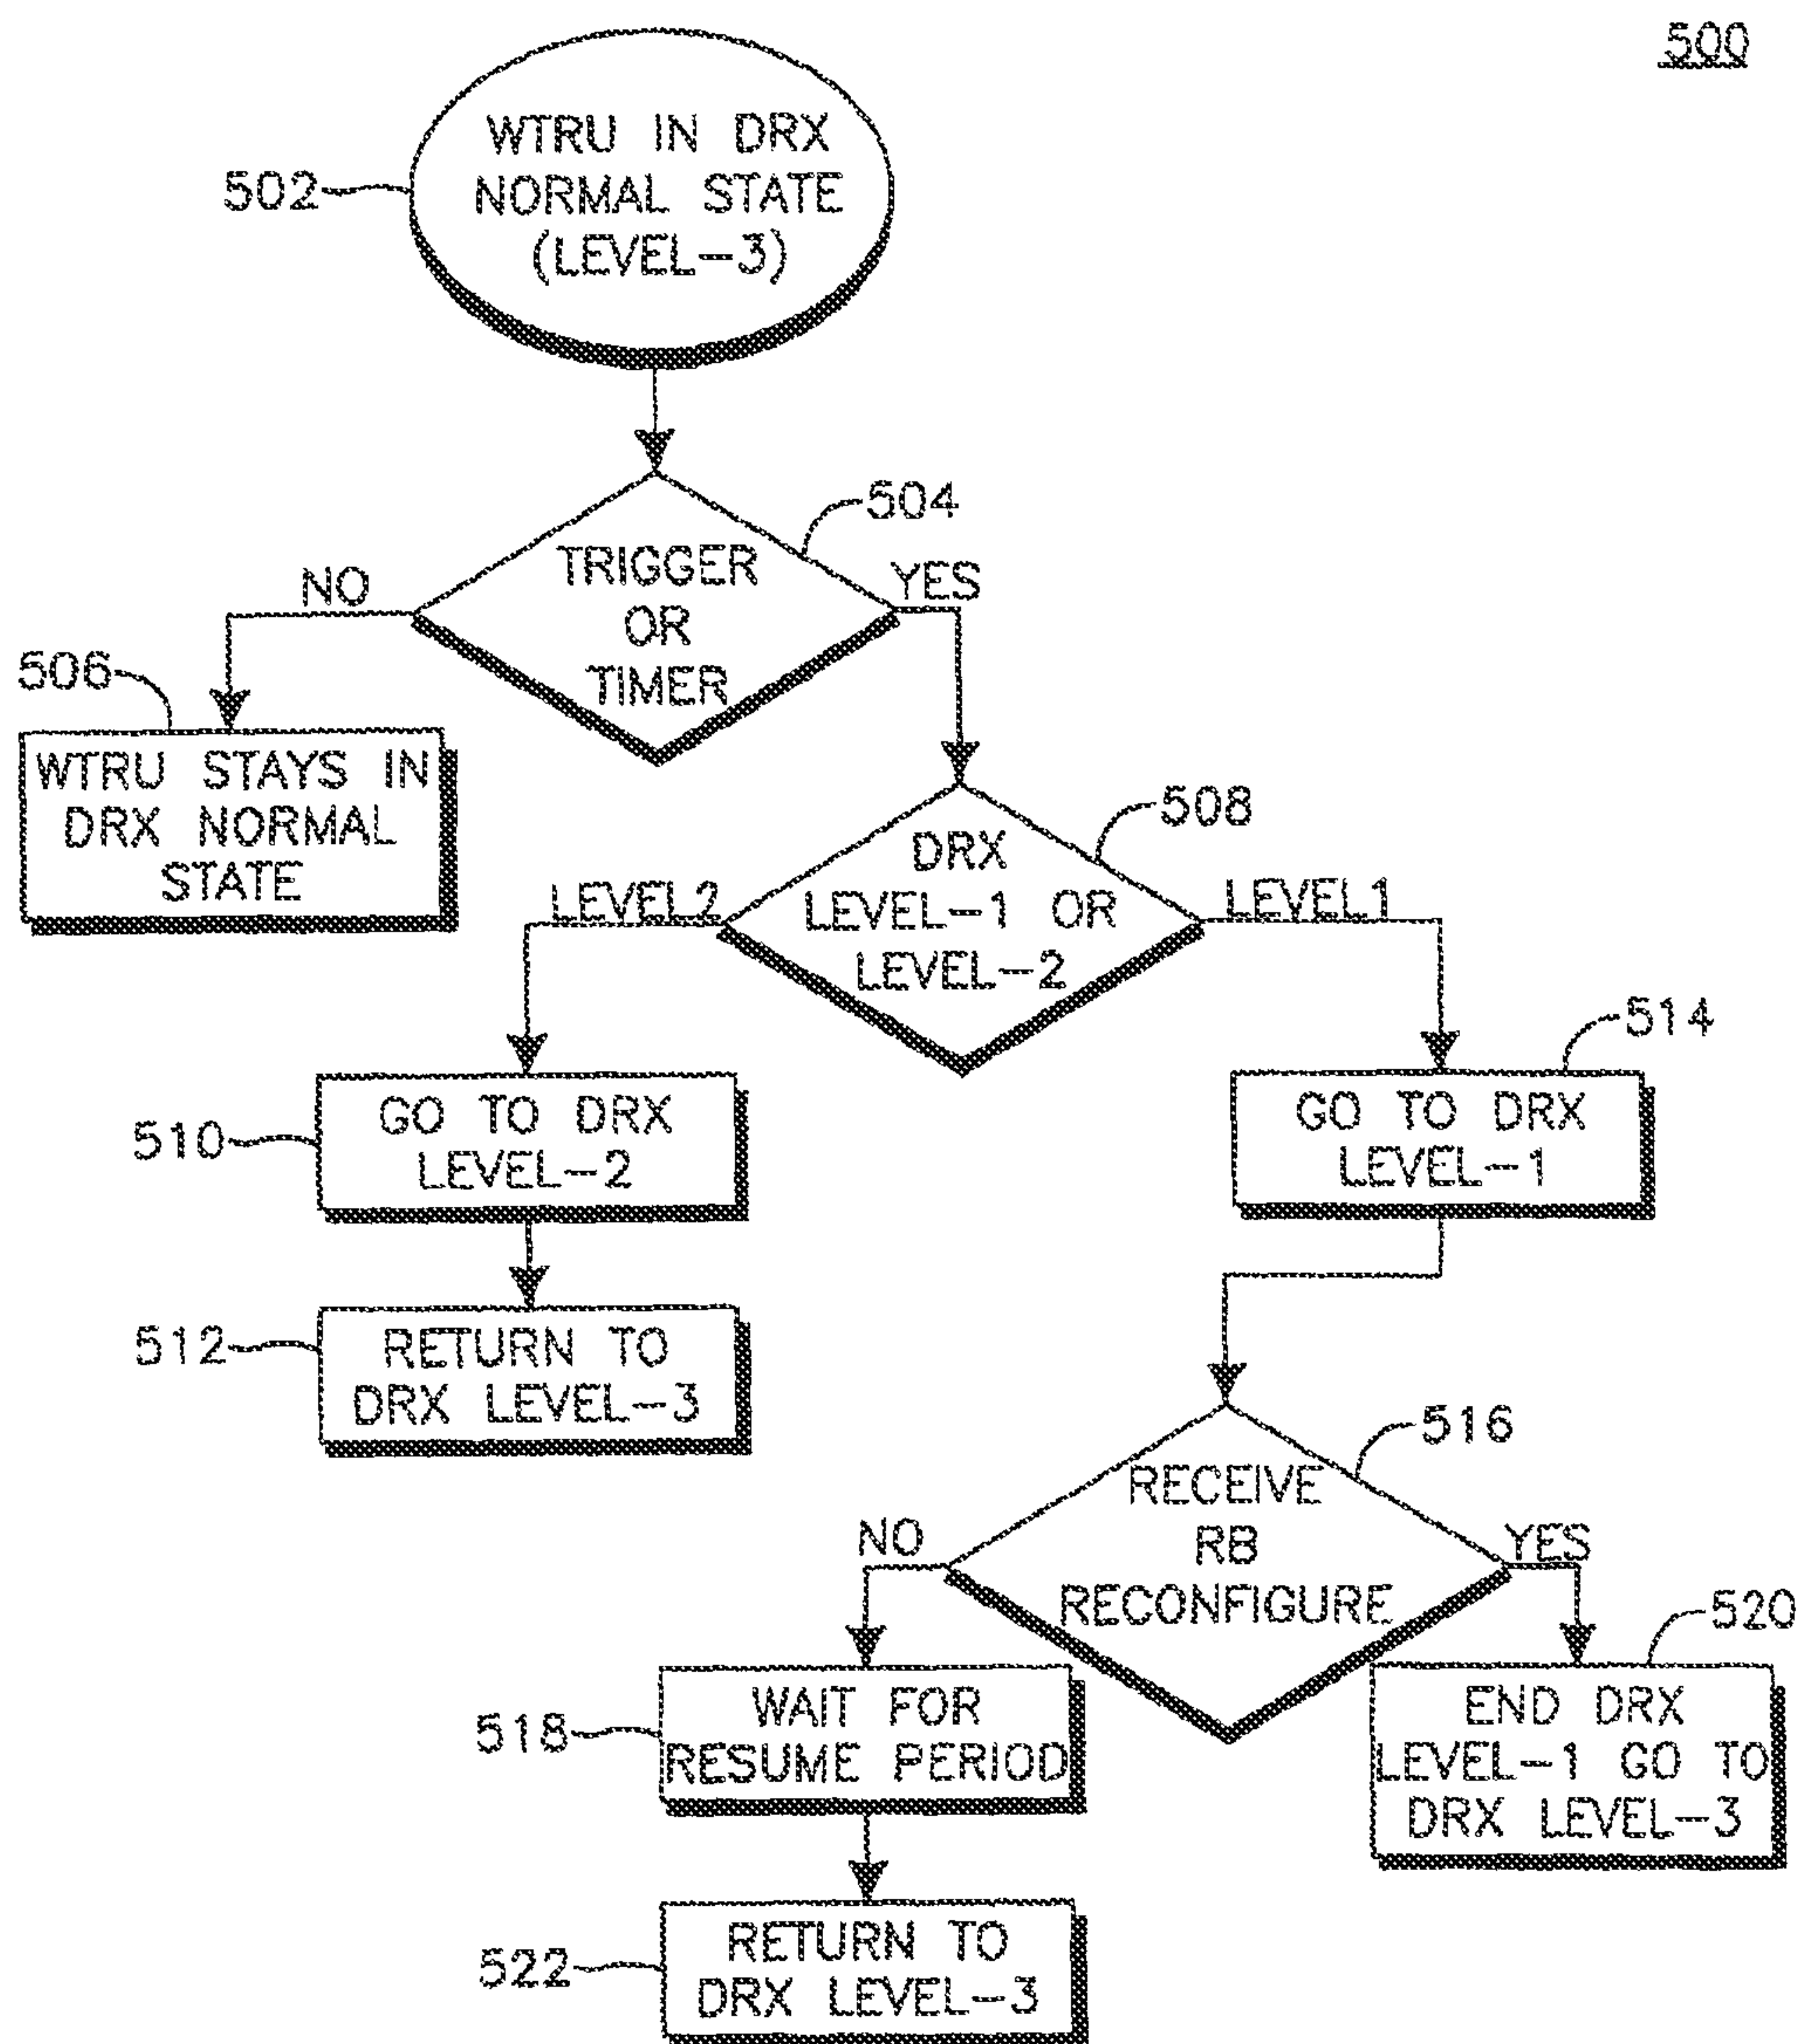 500
WTRU IN DRX
NORMAL STATE
(LEVEL-3)
502
504
TRIGGER
OR
TIMER
NO
YES
506
WTRU STAYS IN
DRX NORMAL
STATE
508
DRX
LEVEL-1 OR
LEVEL-2
LEVEL2
LEVEL1
510
GO TO DRX
LEVEL-2
514
GO TO DRX
LEVEL-1
512
RETURN TO
DRX LEVEL-3
516
RECEIVE
RB
RECONFIGURE
NO
YES
518
WAIT FOR
RESUME PERIOD
520
END DRX
LEVEL-1 GO TO
DRX LEVEL-3
522
RETURN TO
DRX LEVEL-3